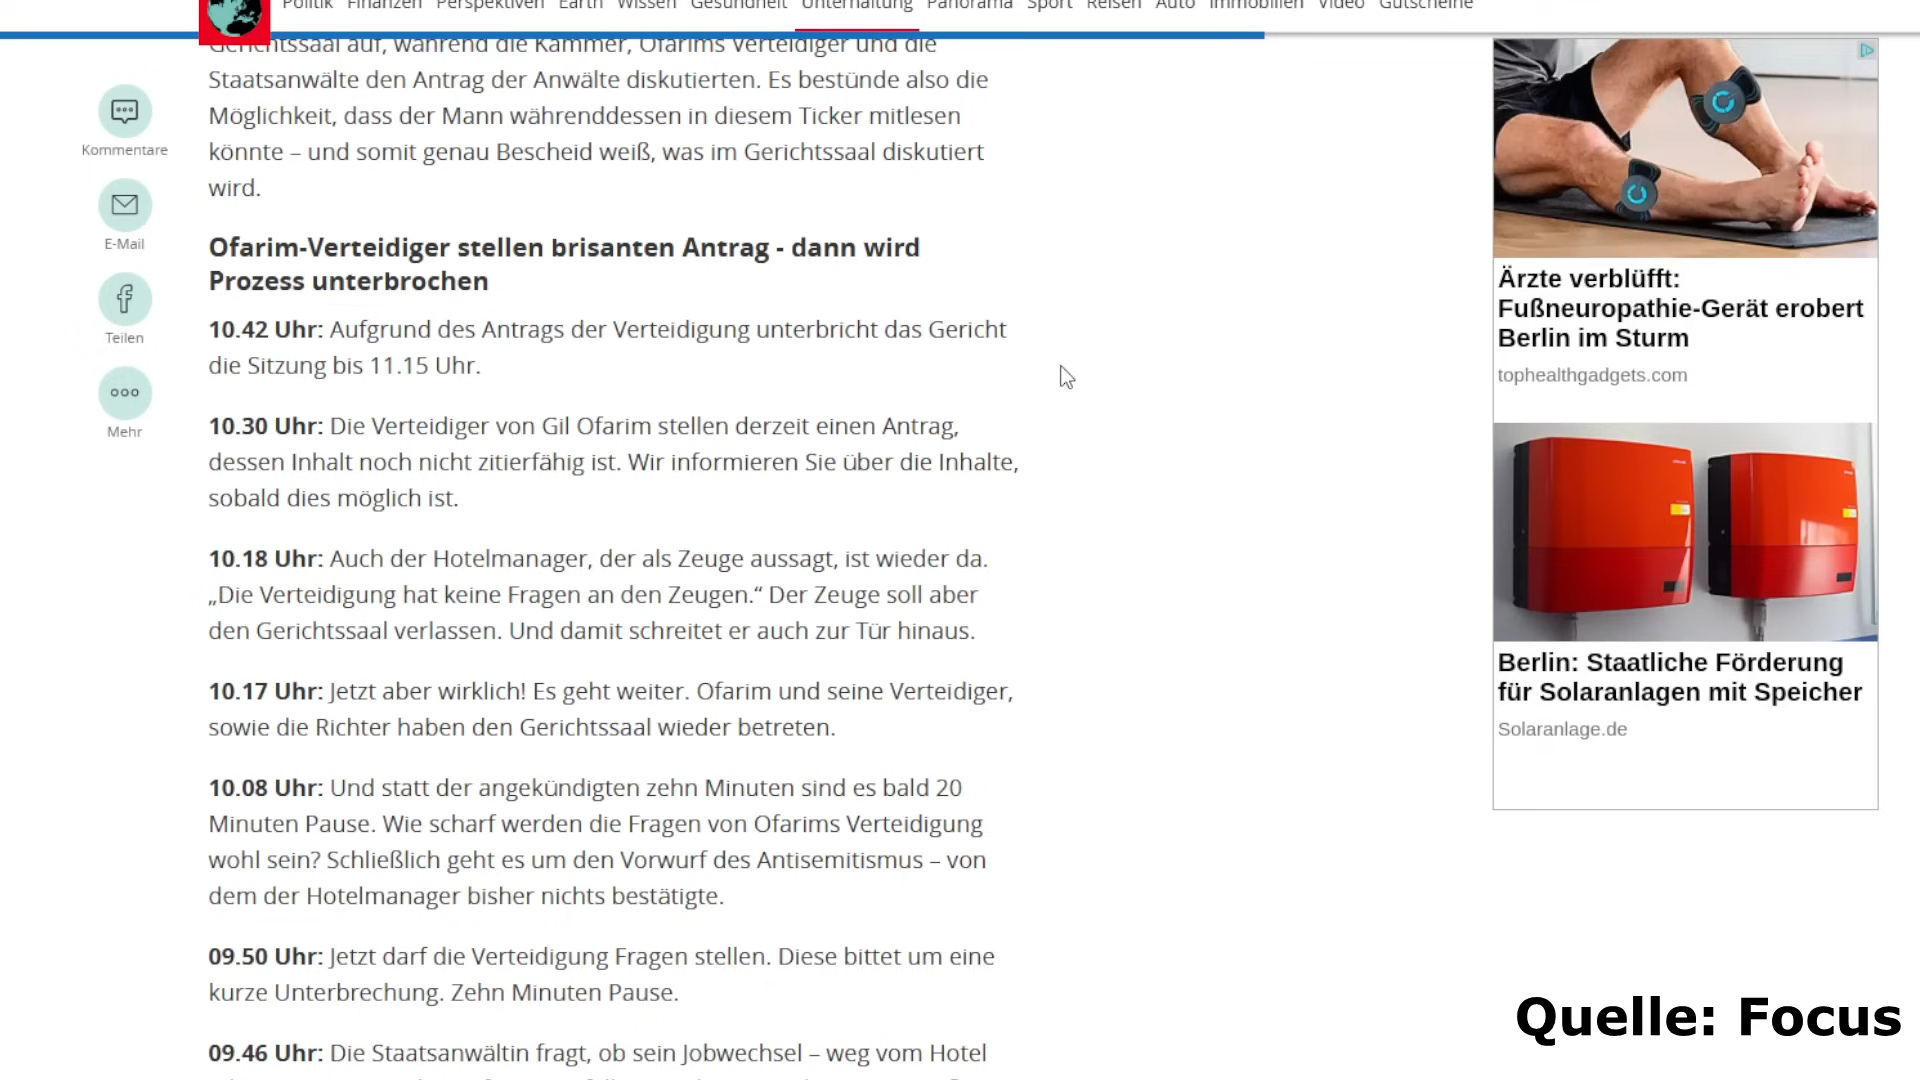 Politik Finanzen Perspektiven Earth Wissen Gesundheit Unterhaltung Panorama Sport Reisen Auto Immobilien Video Gutscheine
Gerichtssaal auf, während die Kammer, Ofarims Verteidiger und die
Staatsanwälte den Antrag der Anwälte diskutierten. Es bestünde also die
Möglichkeit, dass der Mann währenddessen in diesem Ticker mitlesen
könnte – und somit genau Bescheid weiß, was im Gerichtssaal diskutiert
wird.
Kommentare
E-Mail
Teilen
Mehr
Ofarim-Verteidiger stellen brisanten Antrag - dann wird
Prozess unterbrochen
10.42 Uhr: Aufgrund des Antrags der Verteidigung unterbricht das Gericht
die Sitzung bis 11.15 Uhr.
10.30 Uhr: Die Verteidiger von Gil Ofarim stellen derzeit einen Antrag,
dessen Inhalt noch nicht zitierfähig ist. Wir informieren Sie über die Inhalte,
sobald dies möglich ist.
10.18 Uhr: Auch der Hotelmanager, der als Zeuge aussagt, ist wieder da.
„Die Verteidigung hat keine Fragen an den Zeugen.“ Der Zeuge soll aber
den Gerichtssaal verlassen. Und damit schreitet er auch zur Tür hinaus.
10.17 Uhr: Jetzt aber wirklich! Es geht weiter. Ofarim und seine Verteidiger,
sowie die Richter haben den Gerichtssaal wieder betreten.
10.08 Uhr: Und statt der angekündigten zehn Minuten sind es bald 20
Minuten Pause. Wie scharf werden die Fragen von Ofarims Verteidigung
wohl sein? Schließlich geht es um den Vorwurf des Antisemitismus – von
dem der Hotelmanager bisher nichts bestätigte.
09.50 Uhr: Jetzt darf die Verteidigung Fragen stellen. Diese bittet um eine
kurze Unterbrechung. Zehn Minuten Pause.
09.46 Uhr: Die Staatsanwältin fragt, ob sein Jobwechsel – weg vom Hotel
Ärzte verblüfft:
Fußneuropathie-Gerät erobert
Berlin im Sturm
tophealthgadgets.com
Berlin: Staatliche Förderung
für Solaranlagen mit Speicher
Solaranlage.de
Quelle: Focus